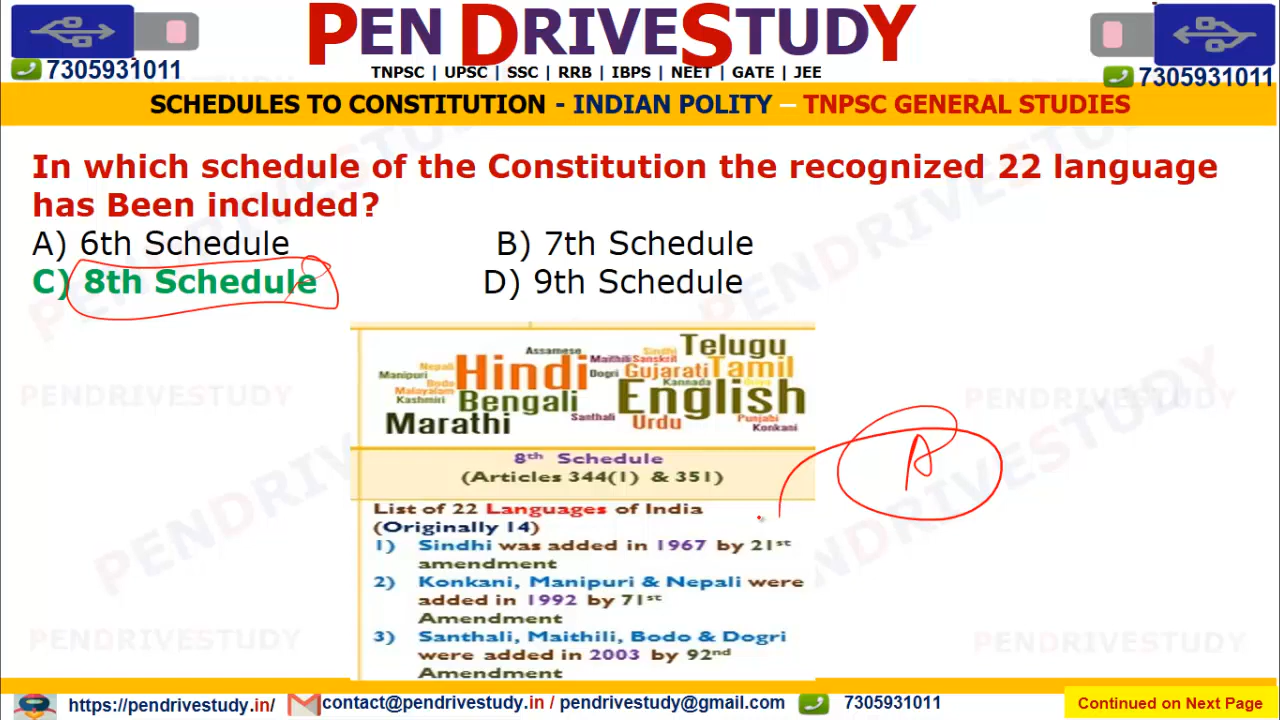 PEN DRIVESTUDY
7305931011
TNPSC | UPSC | SSC | RRB | IBPS | NEET | GATE | JEE
7305931011
SCHEDULES TO CONSTITUTION - INDIAN POLITY – TNPSC GENERAL STUDIES
In which schedule of the Constitution the recognized 22 language
has Been included?
A) 6th Schedule
B) 7th Schedule
C) 8th Schedule
D) 9th Schedule
Assamese
Sindhi
Telugu
Nepali
Hindi
Maithili
Sanskrit
Manipuri
Dogri
Gujarati
Tamil
Bodo
Kannada
Malayalam
Bengali
English
Kashmiri
Marathi
Santhali
Urdu
Punjabi
Konkani
8th Schedule
(Articles 344(1) & 351)
List of 22 Languages of India
(Originally 14)
1) Sindhi was added in 1967 by 21st
amendment
2) Konkani, Manipuri & Nepali were
added in 1992 by 71st
Amendment
3) Santhali, Maithili, Bodo & Dogri
were added in 2003 by 92nd
Amendment
A
PENDRIVESTUDY
PENDRIVESTUDY
PENDRIVESTUDY
PENDRIVESTUDY
https://pendrivestudy.in/
contact@pendrivestudy.in / pendrivestudy@gmail.com
7305931011
Continued on Next Page